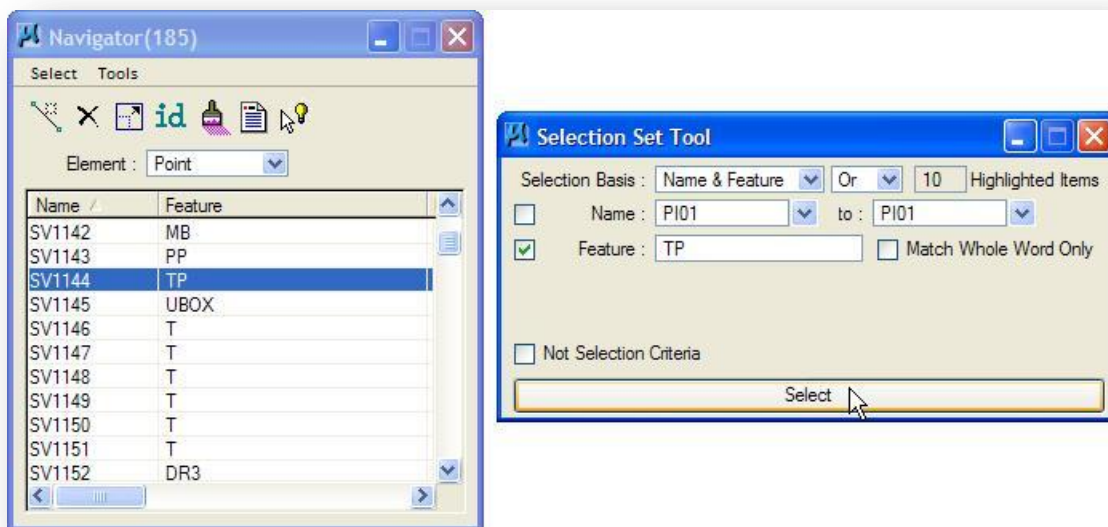 Navigator(185)
Select Tools
id
Element : Point
Name Feature
SV1142 MB
SV1143 PP
SV1144 TP
SV1145 UBOX
SV1146 T
SV1147 T
SV1148 T
SV1149 T
SV1150 T
SV1151 T
SV1152 DR3
Selection Set Tool
Selection Basis : Name & Feature Or 10 Highlighted Items
Name : PI01 to : PI01
Feature : TP Match Whole Word Only
Not Selection Criteria
Select